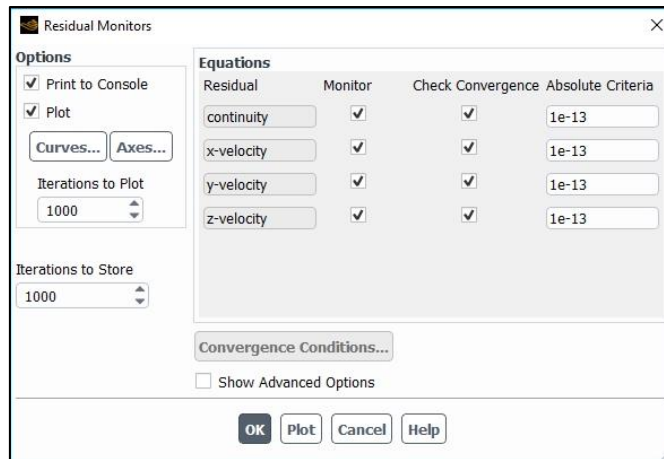 Residual Monitors
Options
Print to Console
Plot
Curves... Axes...
Iterations to Plot
1000
Iterations to Store
1000
Equations
Residual Monitor Check Convergence Absolute Criteria
continuity 1e-13
x-velocity 1e-13
y-velocity 1e-13
z-velocity 1e-13
Convergence Conditions...
Show Advanced Options
OK Plot Cancel Help